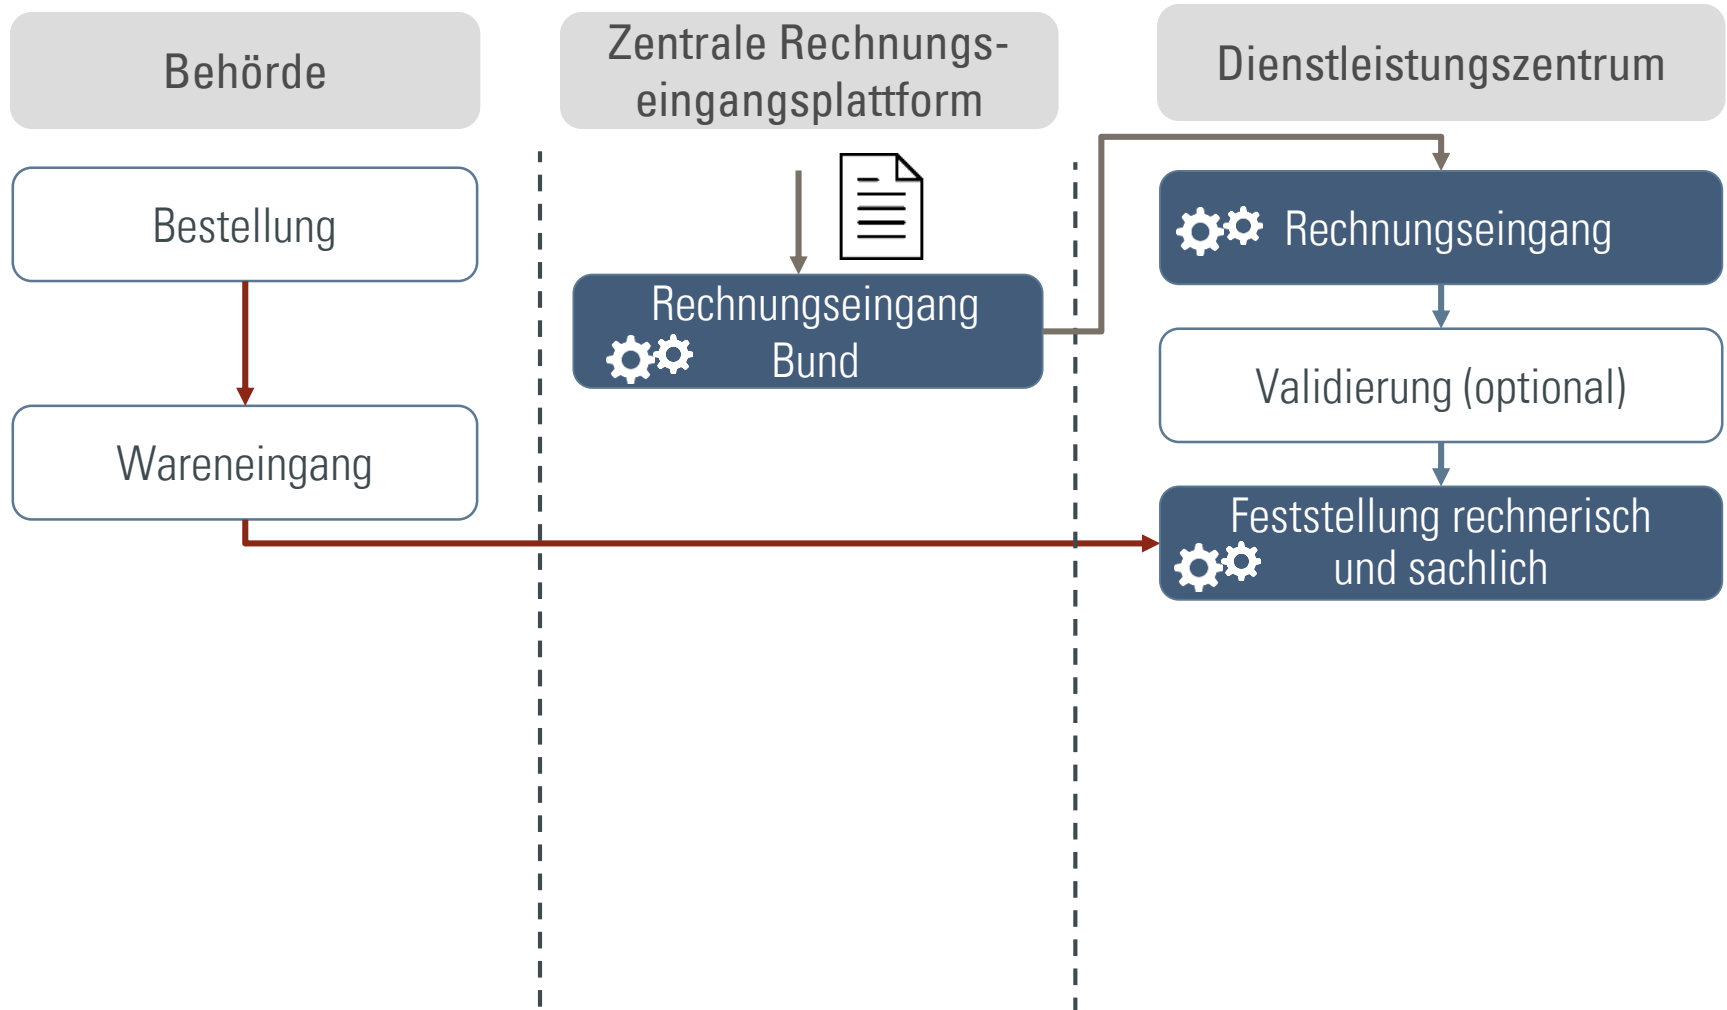 Behörde
Zentrale Rechnungs-
eingangsplattform
Dienstleistungszentrum
Bestellung
Wareneingang
Rechnungseingang
Bund
Rechnungseingang
Validierung (optional)
Feststellung rechnerisch
und sachlich